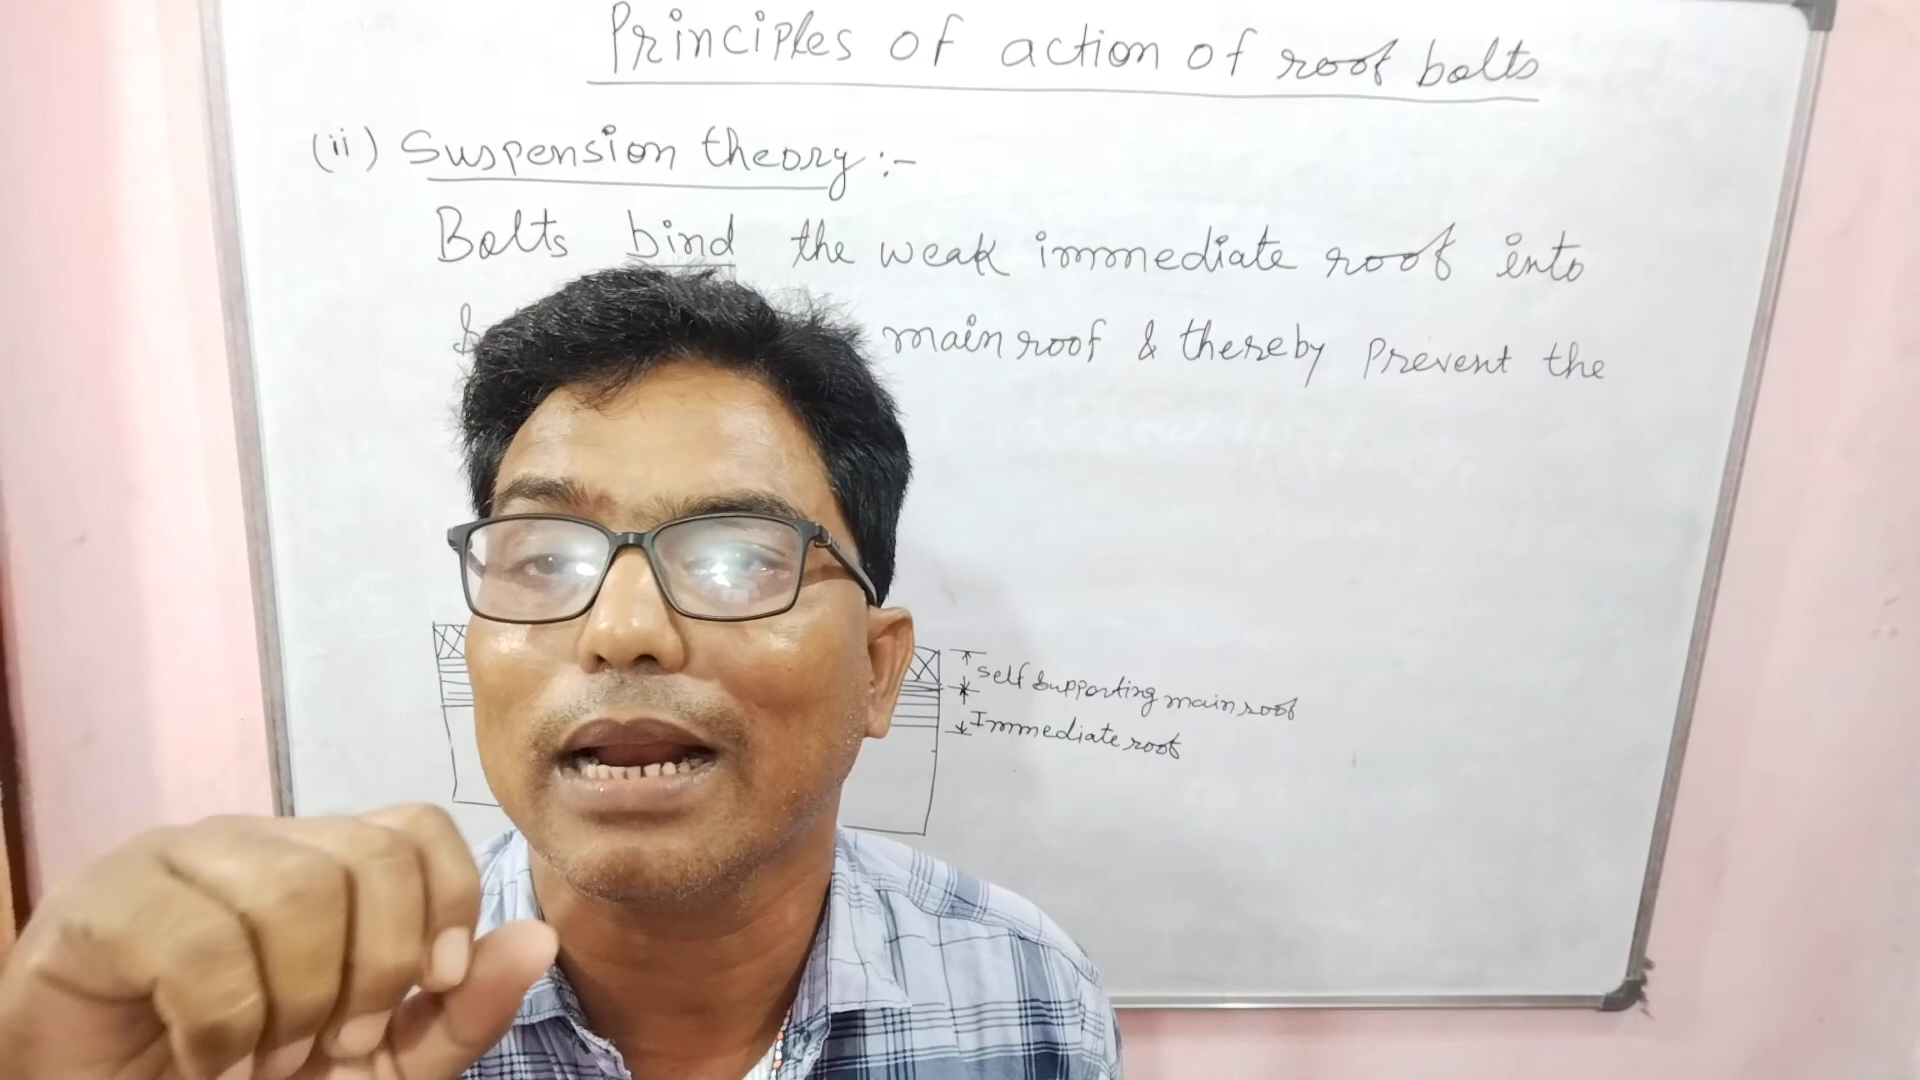 Principles of action of roof bolts
(ii) Suspension theory :-
Bolts bind the weak immediate roof into
main roof & thereby prevent the
Self Supporting main roof
Immediate roof